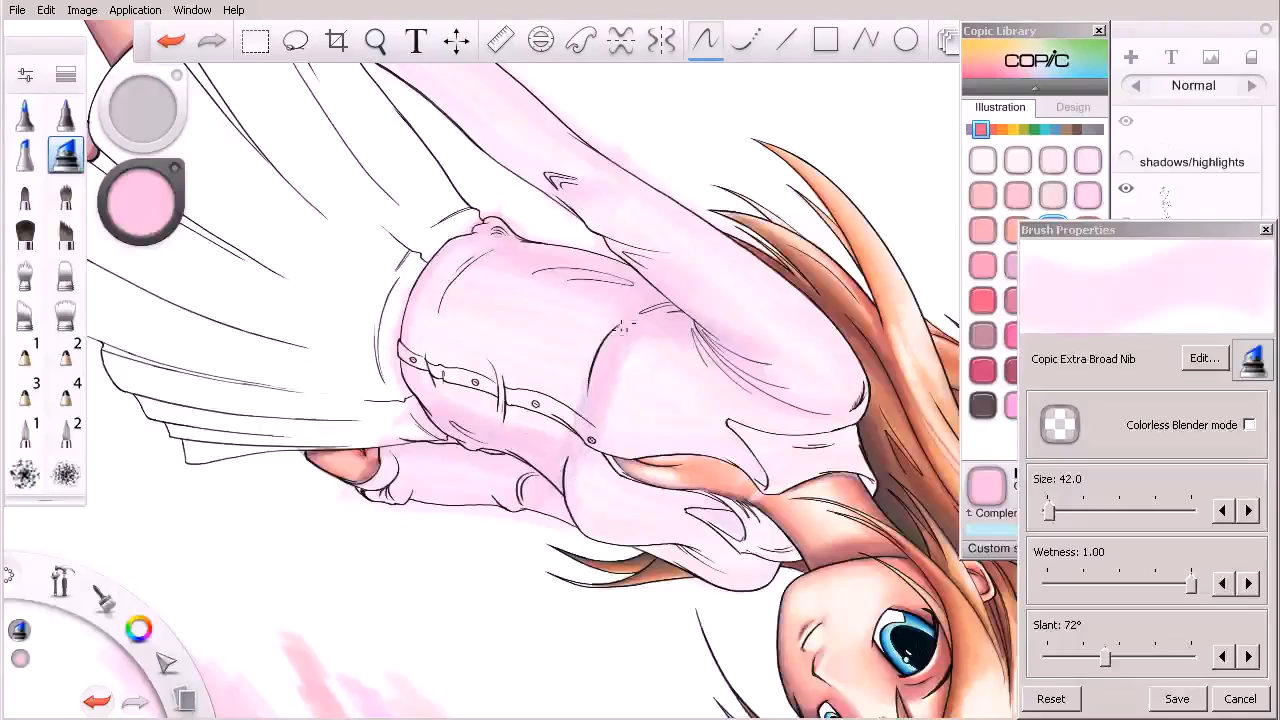 File Edit Image Application Window Help
T
Copic Library
COPIC
Illustration Design
T
Normal
shadows/highlights
Brush Properties
Copic Extra Broad Nib
Edit...
Colorless Blender mode
Size: 42.0
Wetness: 1.00
Slant: 72°
Reset Save Cancel
1 2
3 4
1 2
Complem
Custom s